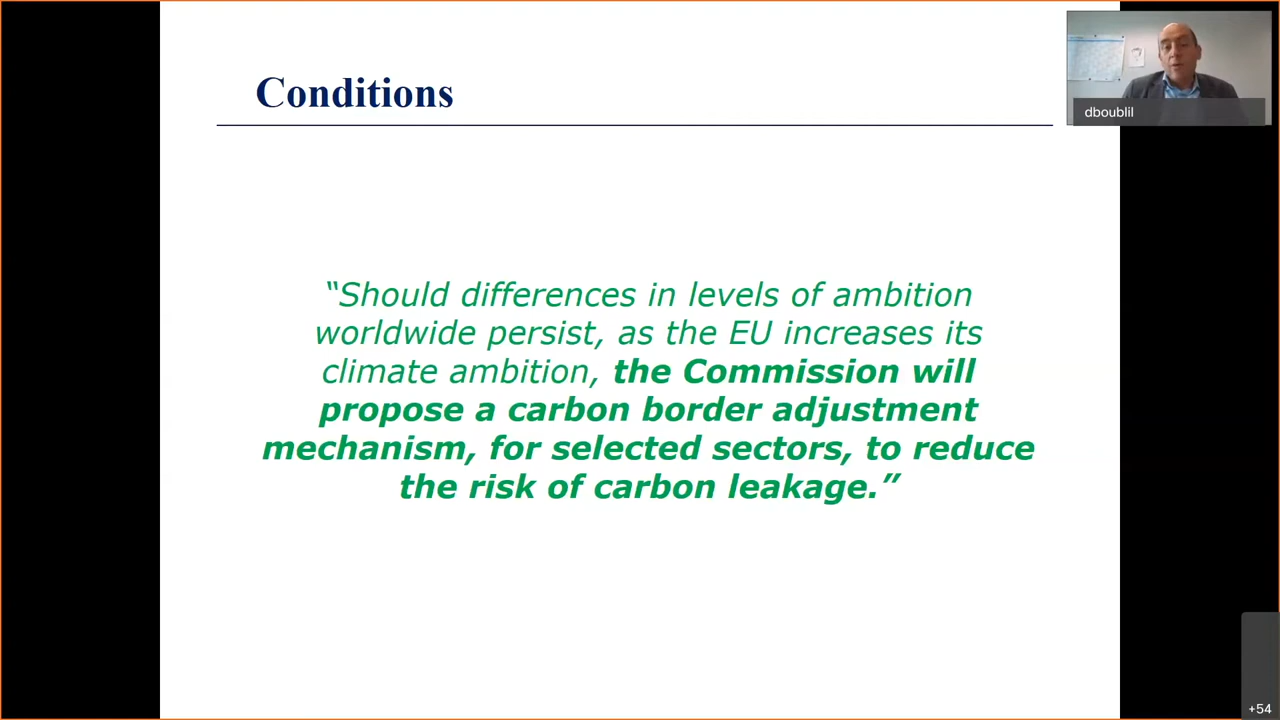 Conditions
dboublil
“Should differences in levels of ambition
worldwide persist, as the EU increases its
climate ambition, the Commission will
propose a carbon border adjustment
mechanism, for selected sectors, to reduce
the risk of carbon leakage.”
+54